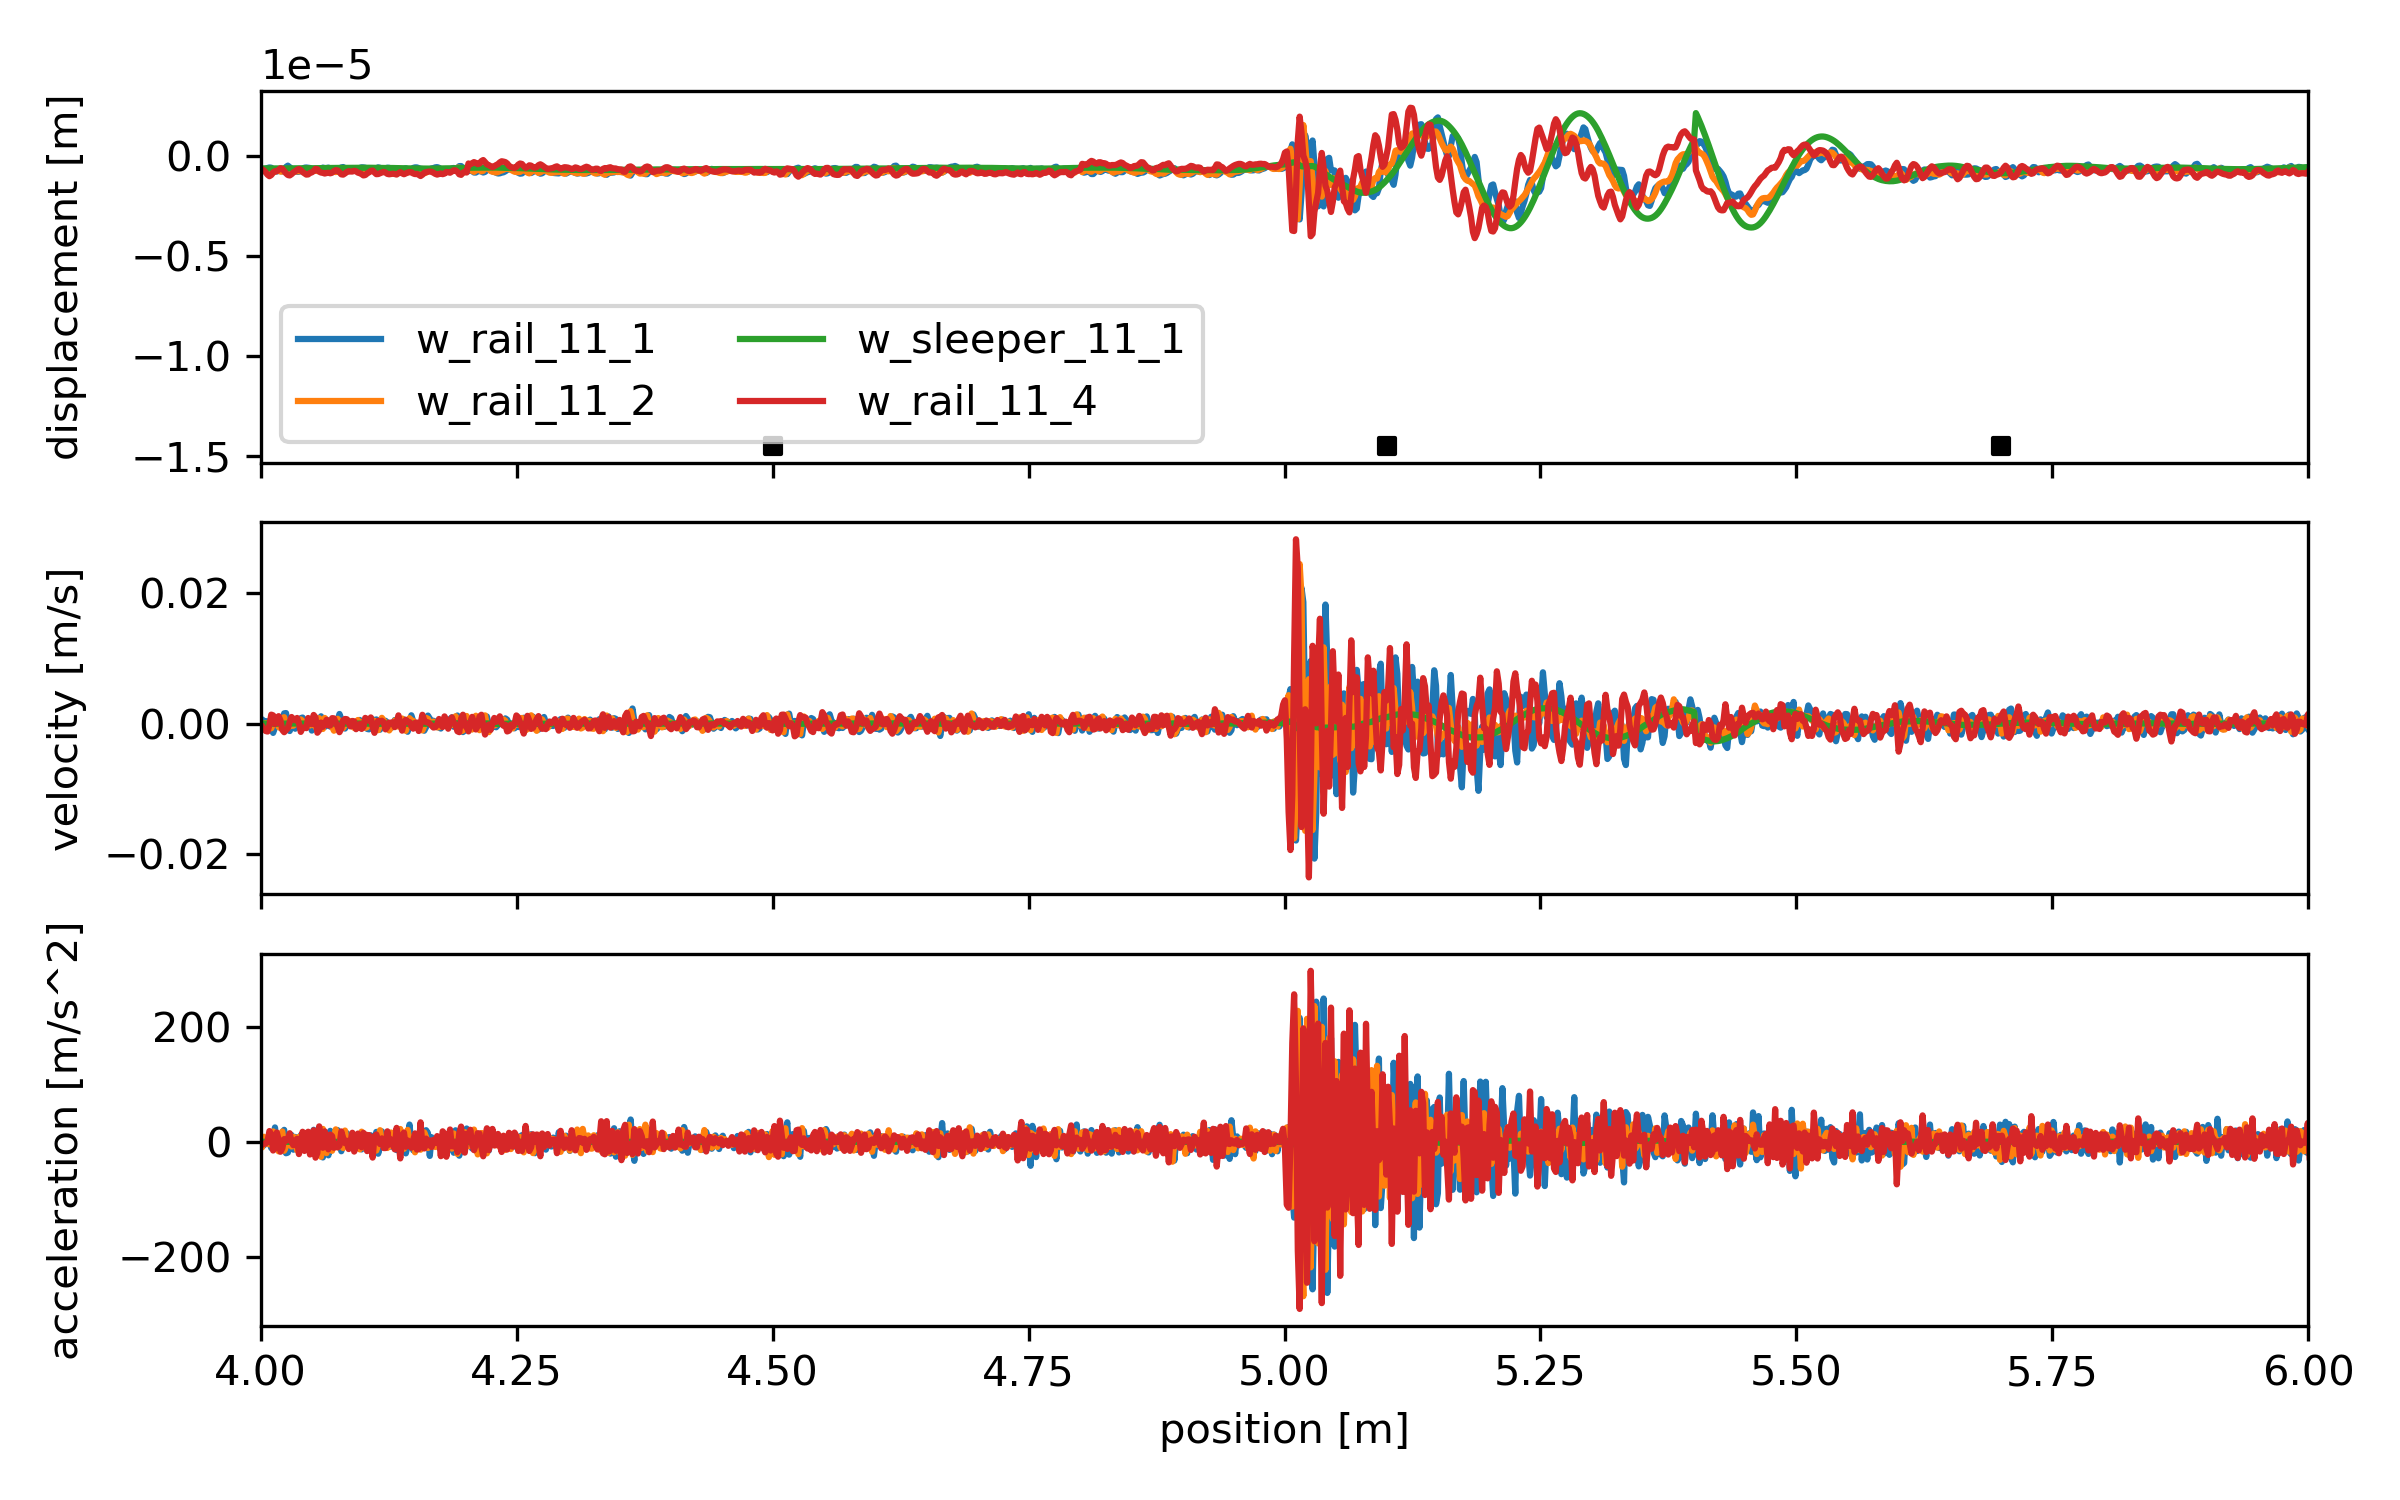 1e−5
displacement [m]
0.0
−0.5
−1.0
−1.5
w_rail_11_1
w_rail_11_2
w_sleeper_11_1
w_rail_11_4
velocity [m/s]
0.02
0.00
−0.02
acceleration [m/s^2]
200
0
−200
4.00 4.25 4.50 4.75 5.00 5.25 5.50 5.75 6.00
position [m]